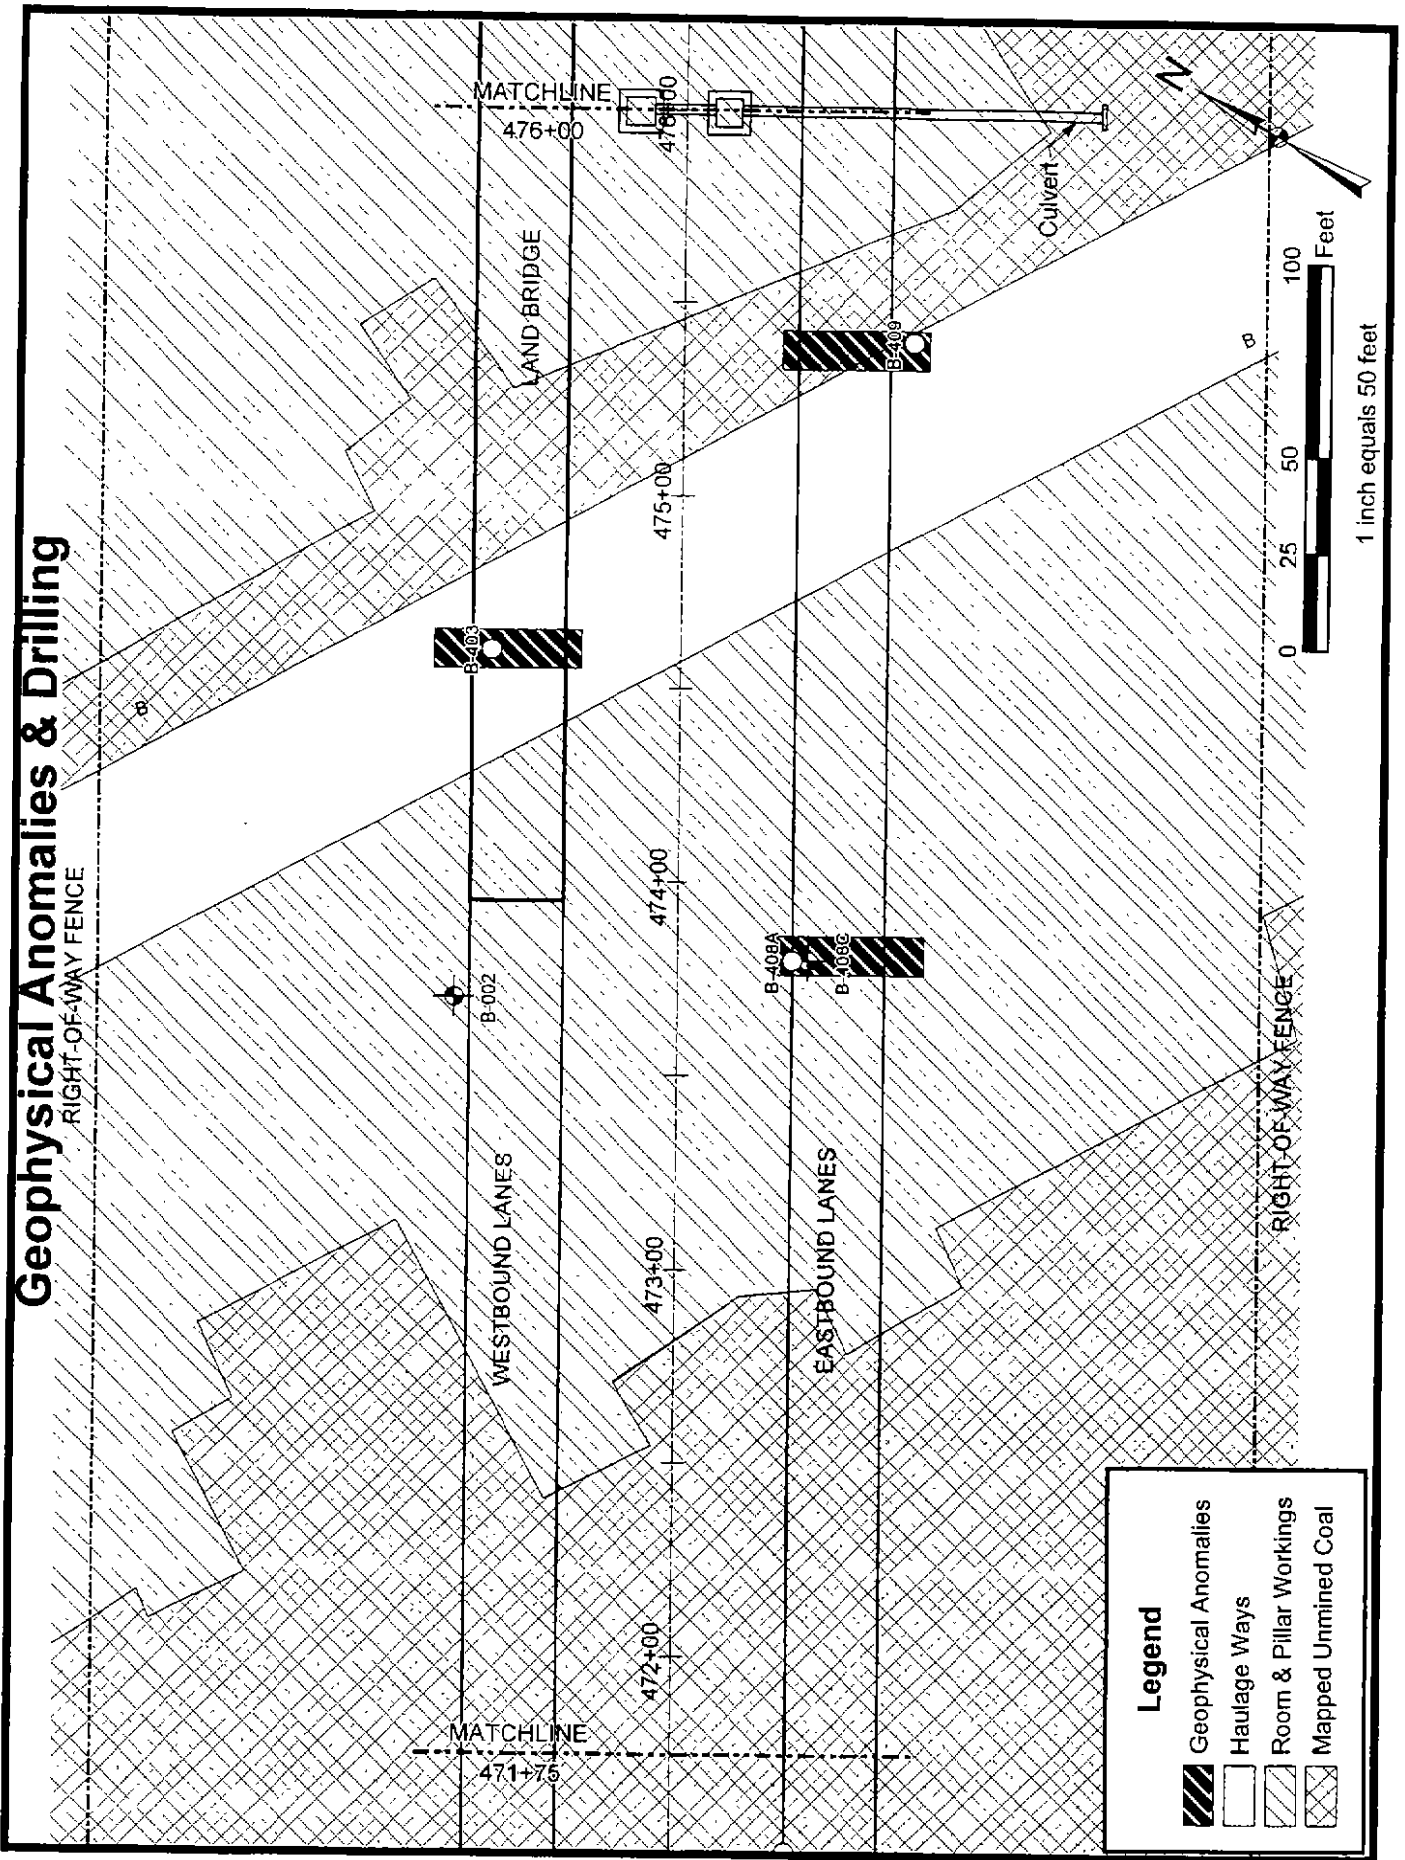 Geophysical Anomalies & Drilling
RIGHT-OF-WAY FENCE
MATCHLINE
476+00
476+00
LAND BRIDGE
Culvert
N
B-409
475+00
B-403
B
B
474+00
B-002
B-408A
B-408C
WESTBOUND LANES
473+00
EASTBOUND LANES
RIGHT-OF-WAY FENCE
472+00
MATCHLINE
471+75
0 25 50 100
Feet
1 inch equals 50 feet
Legend
Geophysical Anomalies
Haulage Ways
Room & Pillar Workings
Mapped Unmined Coal